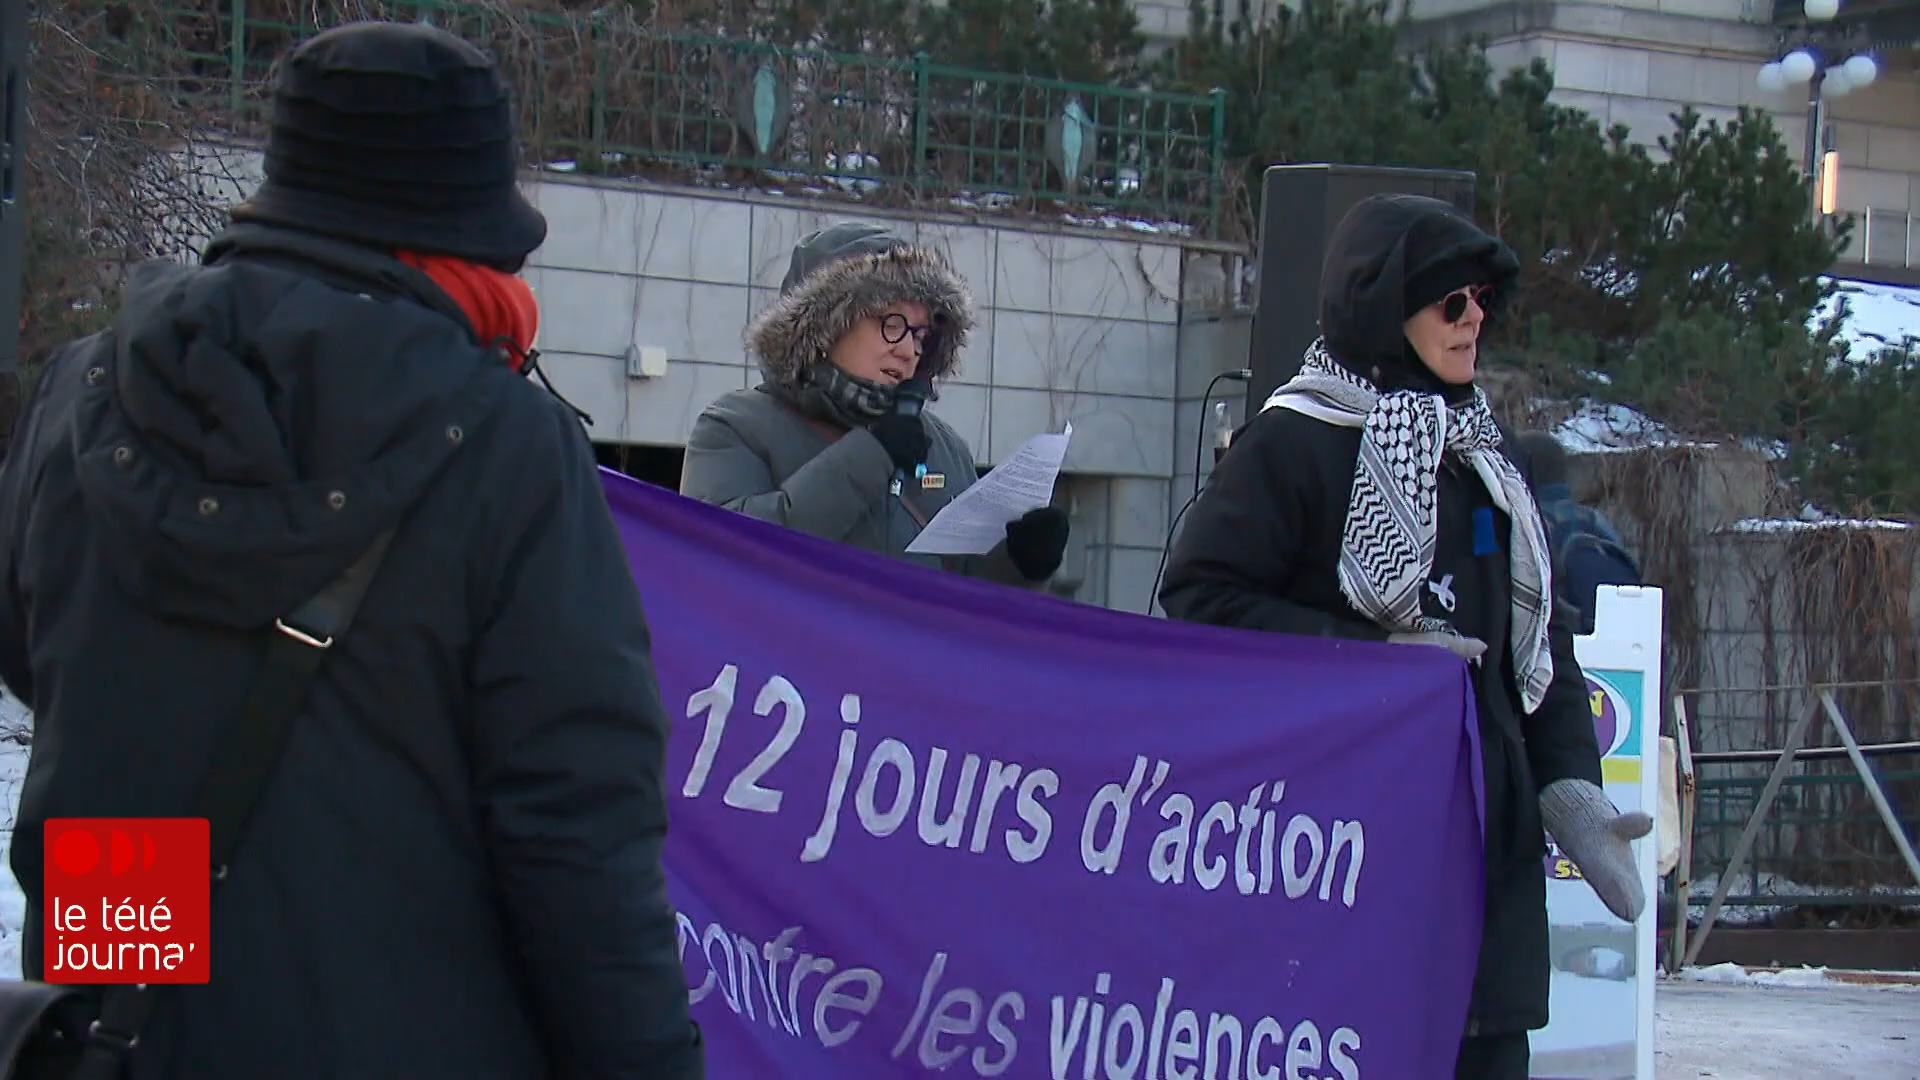 12 jours d'action
contre les violences
le télé
journal